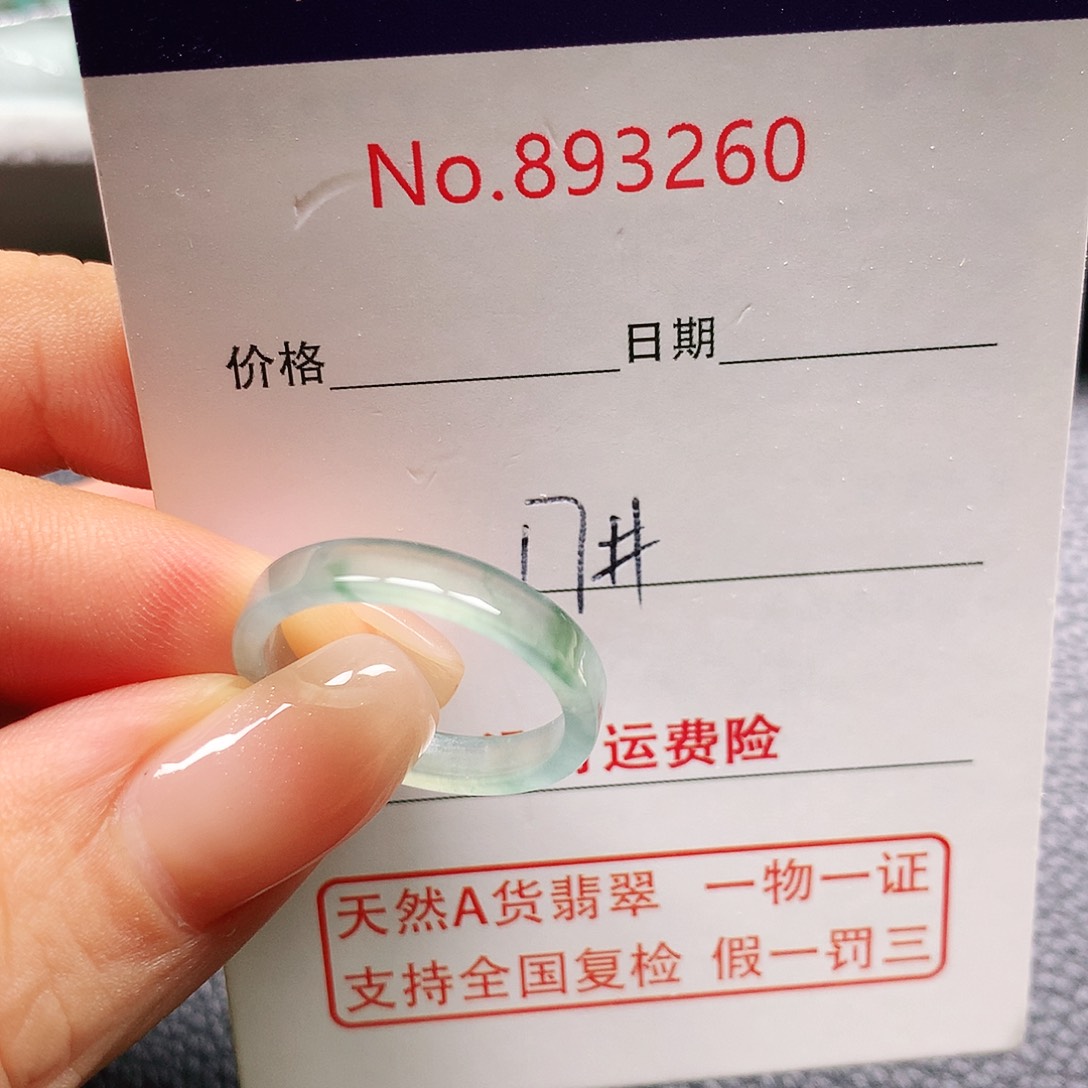 No.893260
价格 日期
17#
运费险
天然A货翡翠 一物一证
支持全国复检 假一罚三